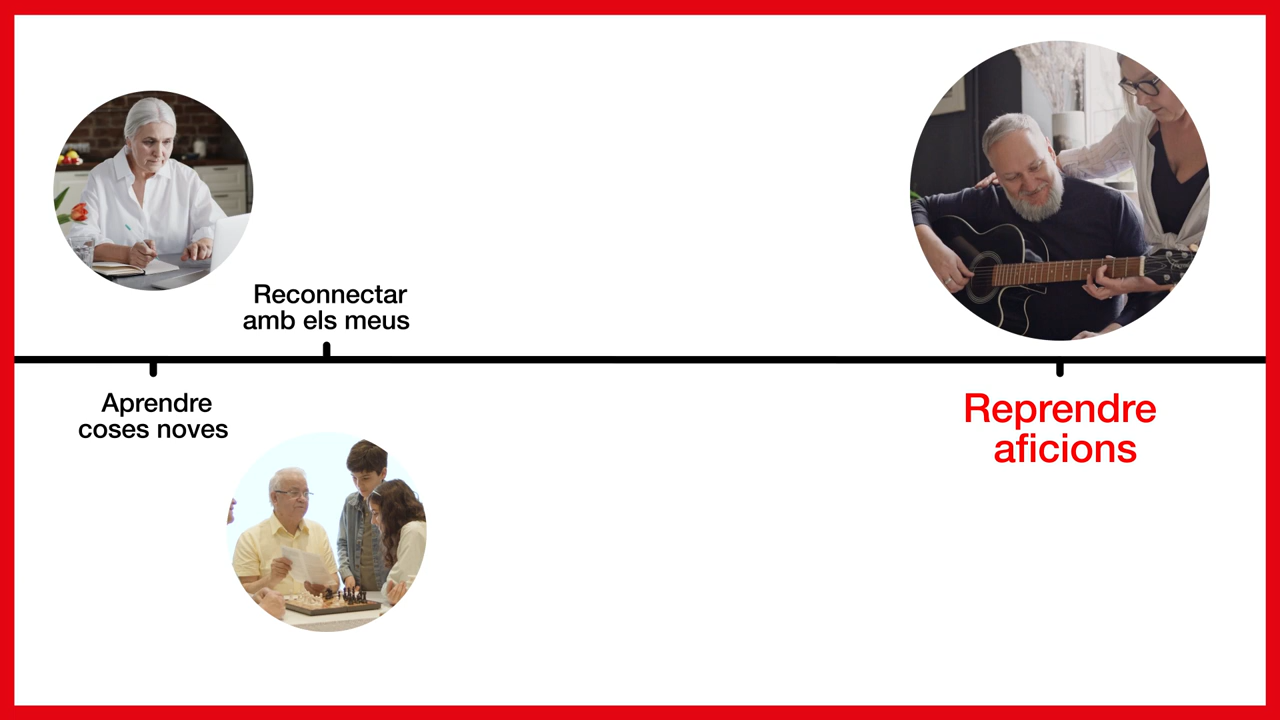 Reconnectar
amb els meus
Aprendre
coses noves
Reprendre
aficions